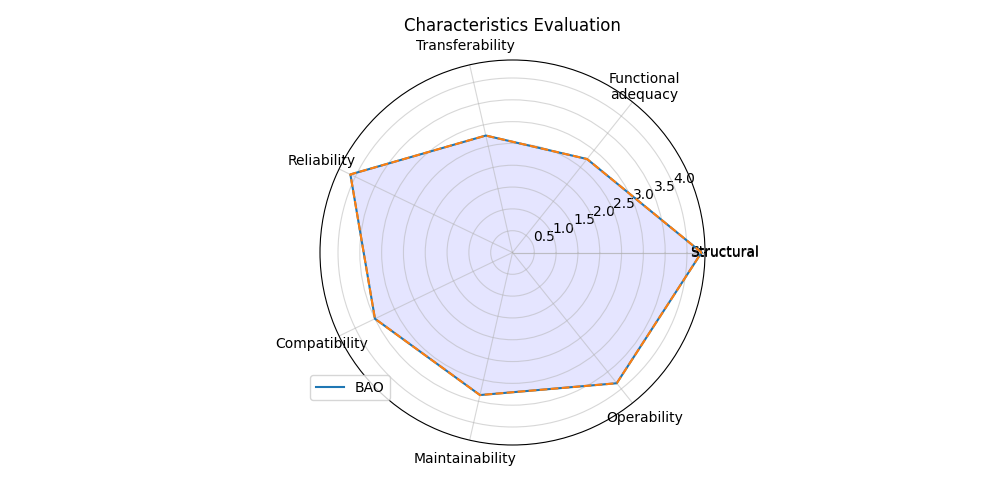 Characteristics Evaluation
Transferability
Functional
adequacy
Reliability
4.0
3.5
3.0
2.5
2.0
1.5
1.0
0.5
Structural
Compatibility
BAO
Operability
Maintainability